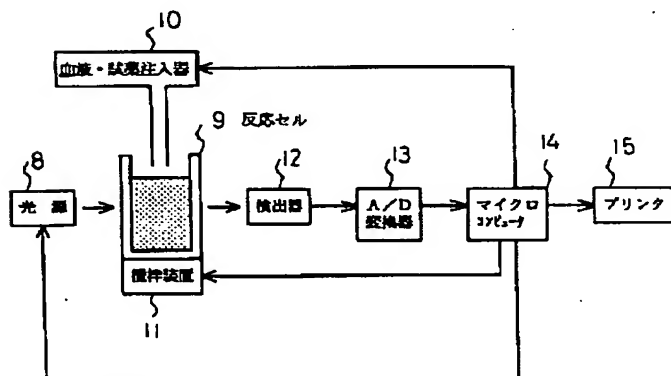 10
血液・試薬注入器
9 反応セル
8
光源
12
検出器
13
A/D
変換器
14
マイクロ
コンピュータ
15
プリンタ
攪拌装置
11